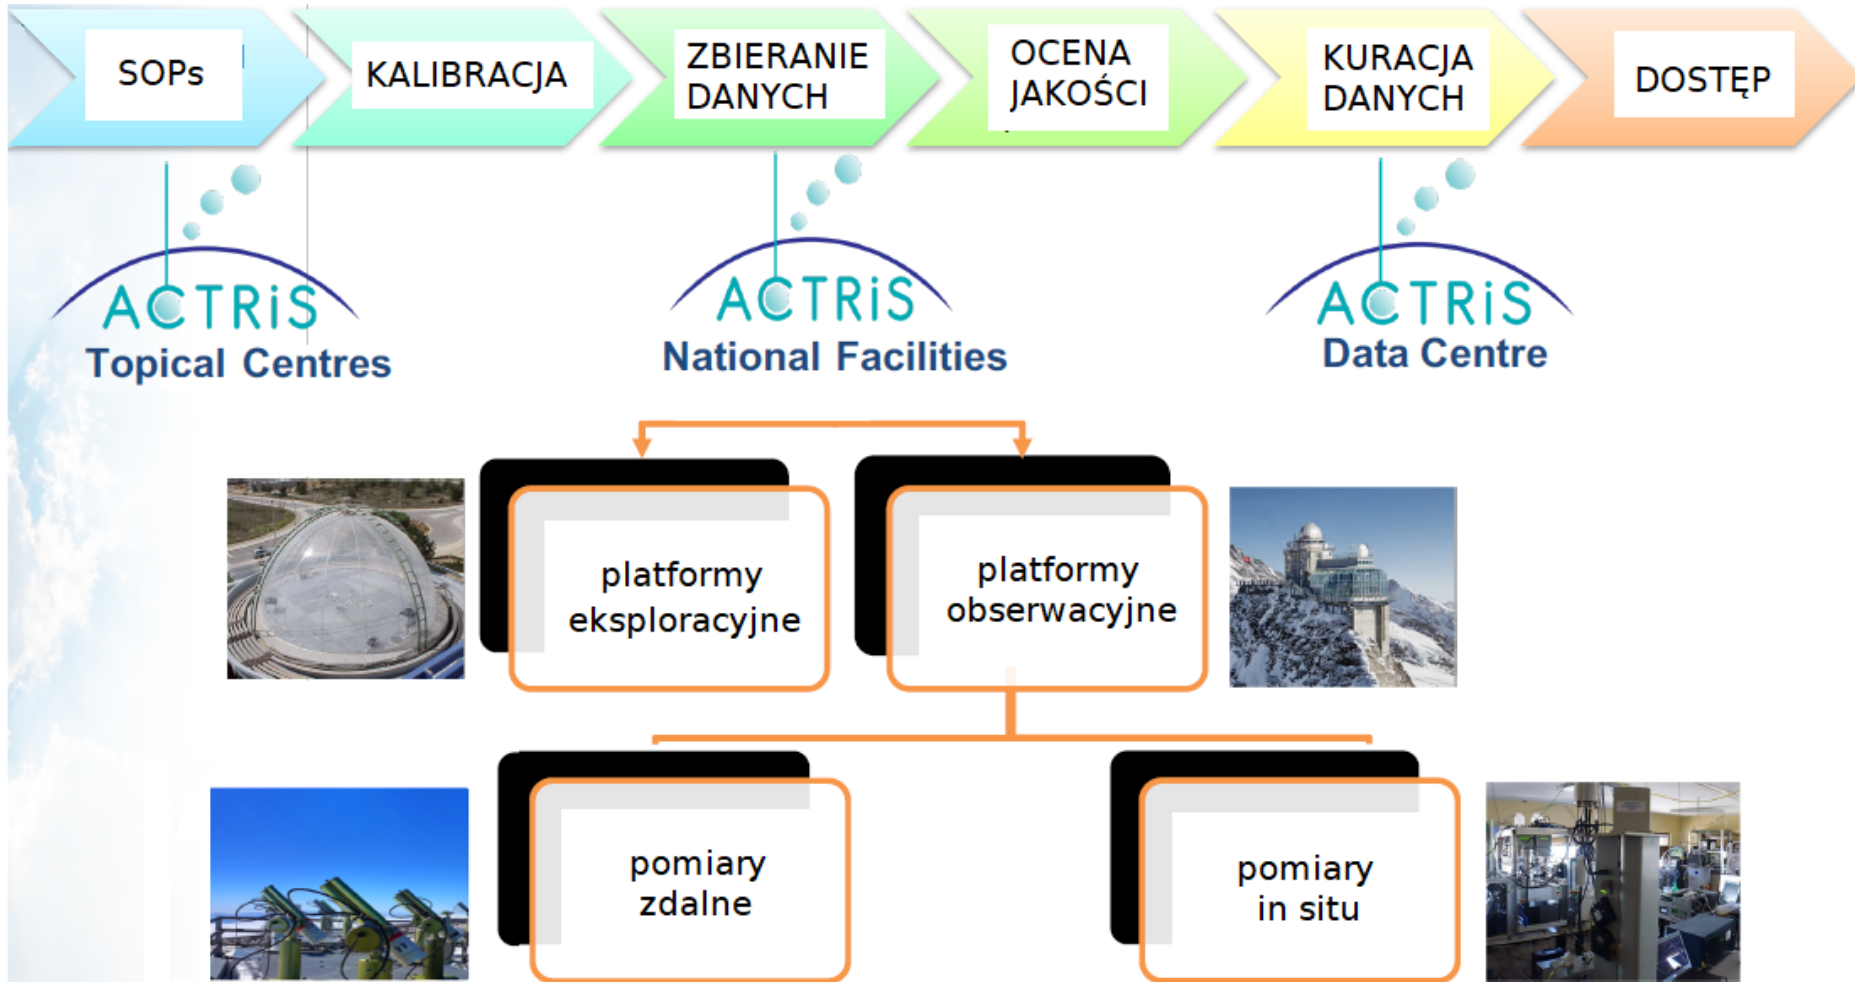 SOPs
KALIBRACJA
ZBIERANIE
DANYCH
OCENA
JAKOŚCI
KURACJA
DANYCH
DOSTĘP
ACTRiS
Topical Centres
ACTRiS
National Facilities
ACTRiS
Data Centre
platformy
eksploracyjne
platformy
obserwacyjne
pomiary
zdalne
pomiary
in situ